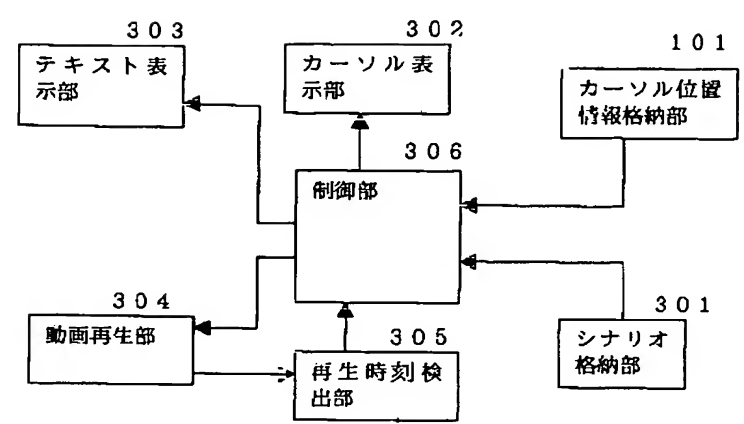 303
テキスト表
示部
302
カーソル表
示部
101
カーソル位置
情報格納部
306
制御部
304
動画再生部
305
再生時刻検
出部
301
シナリオ
格納部